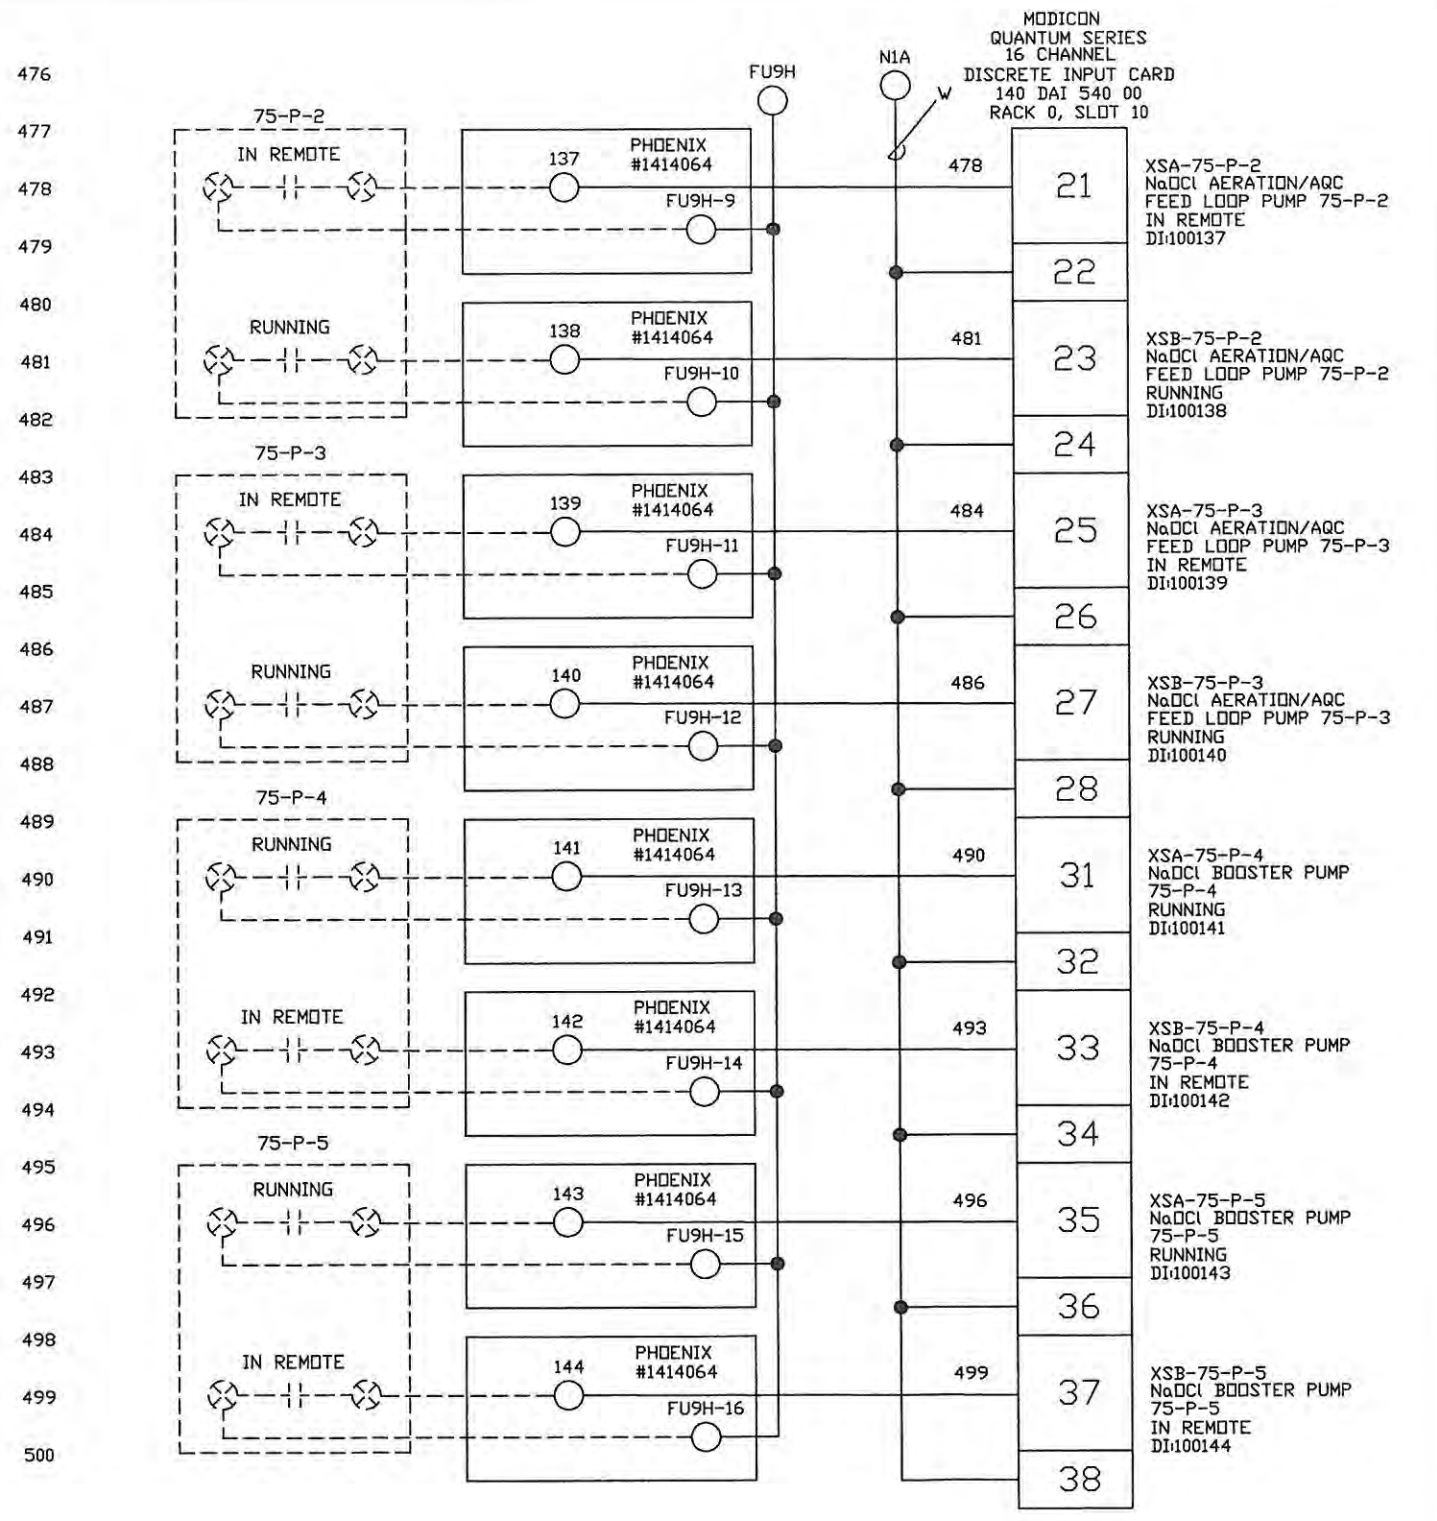 MODICON
QUANTUM SERIES
16 CHANNEL
DISCRETE INPUT CARD
140 DAI 540 00
RACK 0, SLOT 10
FU9H
N1A
W
476
477
478
479
480
481
482
483
484
485
486
487
488
489
490
491
492
493
494
495
496
497
498
499
500
75-P-2
IN REMOTE
137
PHOENIX
#1414064
FU9H-9
478
21
XSA-75-P-2
NaOCl AERATION/AQC
FEED LOOP PUMP 75-P-2
IN REMOTE
DI:100137
22
RUNNING
138
PHOENIX
#1414064
FU9H-10
481
23
XSB-75-P-2
NaOCl AERATION/AQC
FEED LOOP PUMP 75-P-2
RUNNING
DI:100138
24
75-P-3
IN REMOTE
139
PHOENIX
#1414064
FU9H-11
484
25
XSA-75-P-3
NaOCl AERATION/AQC
FEED LOOP PUMP 75-P-3
IN REMOTE
DI:100139
26
RUNNING
140
PHOENIX
#1414064
FU9H-12
486
27
XSB-75-P-3
NaOCl AERATION/AQC
FEED LOOP PUMP 75-P-3
RUNNING
DI:100140
28
75-P-4
RUNNING
141
PHOENIX
#1414064
FU9H-13
490
31
XSA-75-P-4
NaOCl BOOSTER PUMP
75-P-4
RUNNING
DI:100141
32
IN REMOTE
142
PHOENIX
#1414064
FU9H-14
493
33
XSB-75-P-4
NaOCl BOOSTER PUMP
75-P-4
IN REMOTE
DI:100142
34
75-P-5
RUNNING
143
PHOENIX
#1414064
FU9H-15
496
35
XSA-75-P-5
NaOCl BOOSTER PUMP
75-P-5
RUNNING
DI:100143
36
IN REMOTE
144
PHOENIX
#1414064
FU9H-16
499
37
XSB-75-P-5
NaOCl BOOSTER PUMP
75-P-5
IN REMOTE
DI:100144
38